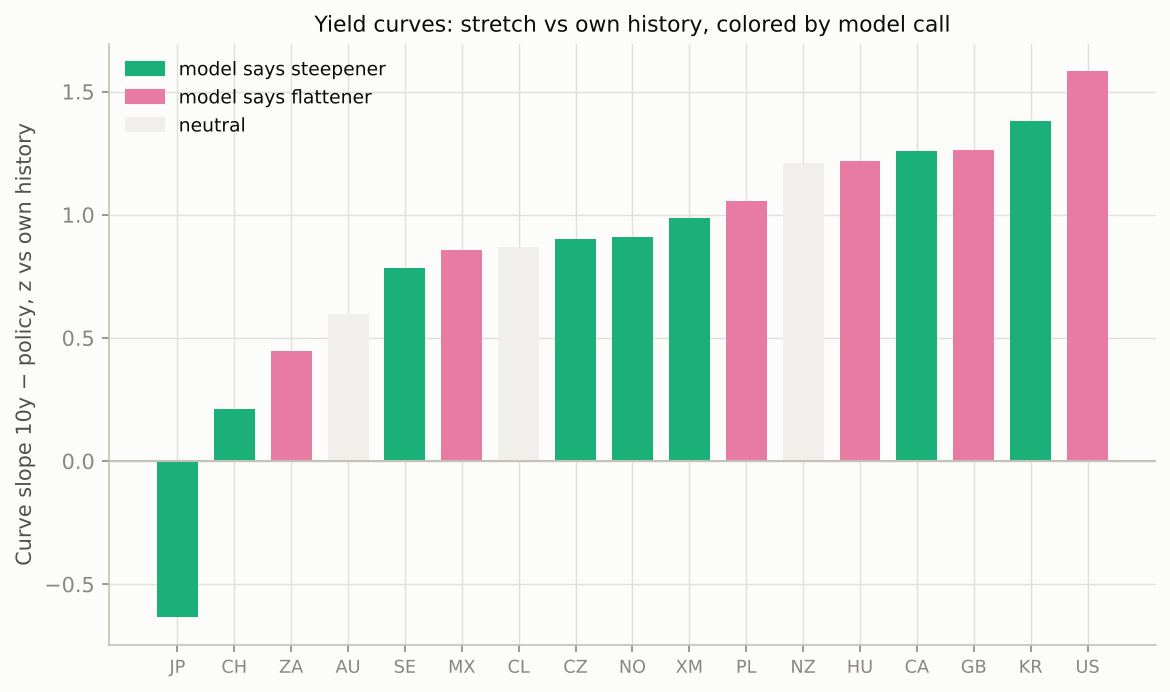 Yield curves: stretch vs own history, colored by model call
model says steepener
model says flattener
neutral
Curve slope 10y − policy, z vs own history
1.5
1.0
0.5
0.0
−0.5
JP CH ZA AU SE MX CL CZ NO XM PL NZ HU CA GB KR US